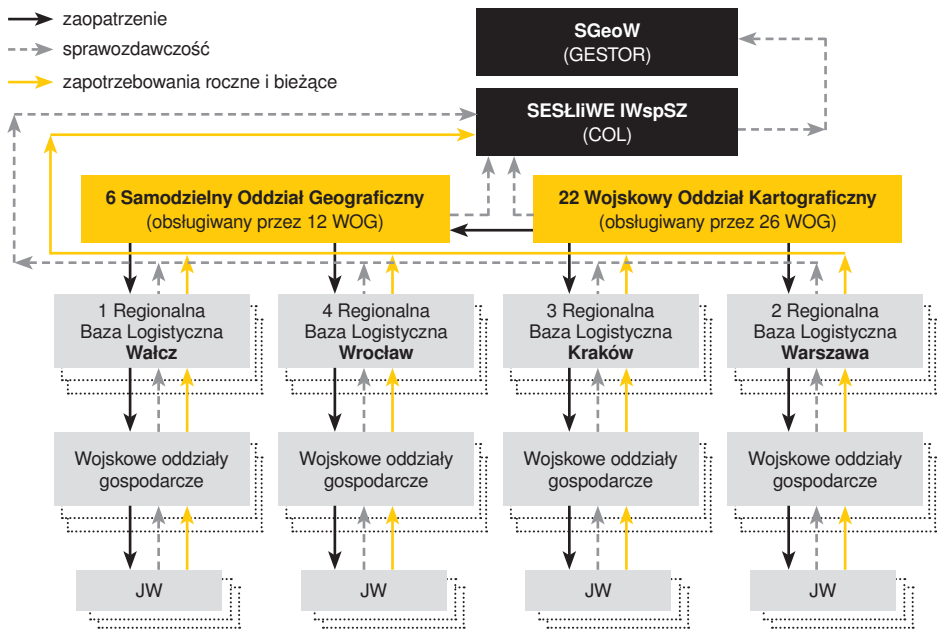 zaopatrzenie
sprawozdawczość
zapotrzebowania roczne i bieżące
SGeoW
(GESTOR)
SESŁIiWE IWspSZ
(COL)
6 Samodzielny Oddział Geograficzny
(obsługiwany przez 12 WOG)
22 Wojskowy Oddział Kartograficzny
(obsługiwany przez 26 WOG)
1 Regionalna
Baza Logistyczna
Wałcz
4 Regionalna
Baza Logistyczna
Wrocław
3 Regionalna
Baza Logistyczna
Kraków
2 Regionalna
Baza Logistyczna
Warszawa
Wojskowe oddziały
gospodarcze
Wojskowe oddziały
gospodarcze
Wojskowe oddziały
gospodarcze
Wojskowe oddziały
gospodarcze
JW
JW
JW
JW